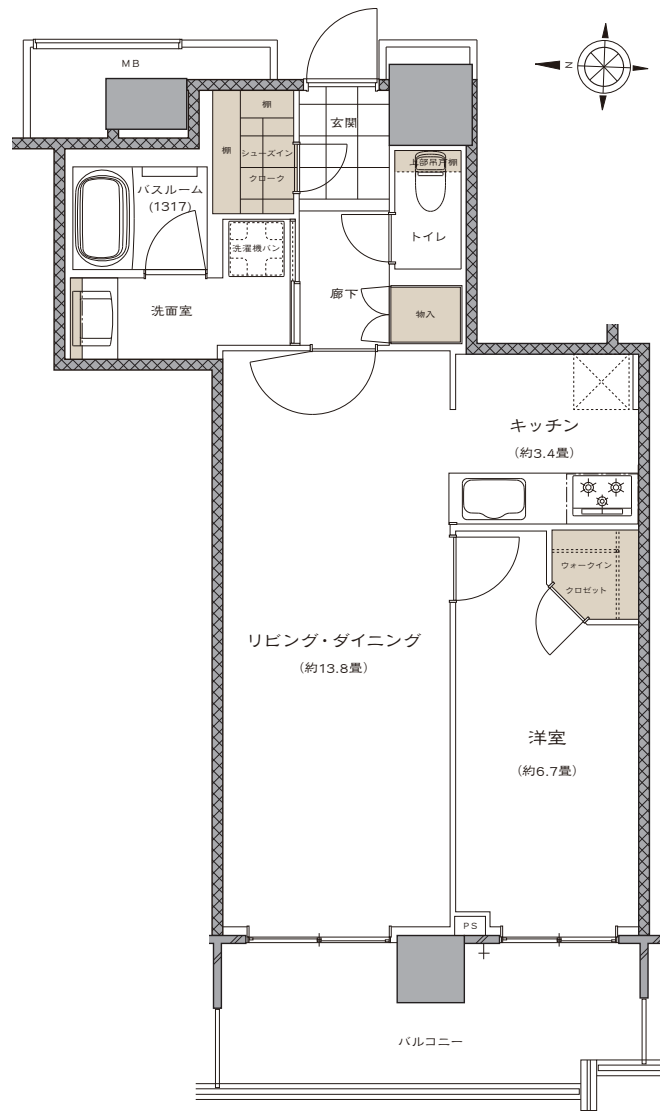 MB
N
棚
玄関
棚
シューズイン
クローク
上部吊戸棚
バスルーム
(1317)
トイレ
洗濯機パン
廊下
洗面室
物入
キッチン
(約3.4畳)
ウォークイン
クロゼット
リビング・ダイニング
(約13.8畳)
洋室
(約6.7畳)
PS
バルコニー